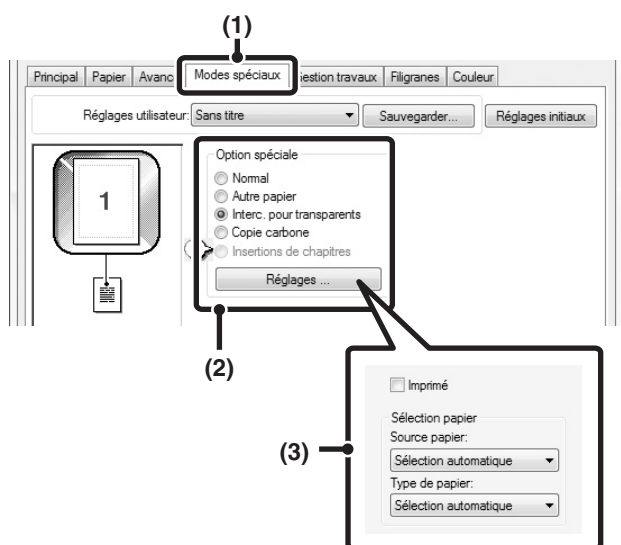 (1)
Principal Papier Avanc Modes spéciaux estion travaux Filigranes Couleur
Réglages utilisateur: Sans titre Sauvegarder... Réglages initiaux
Option spéciale
1
Normal
Autre papier
Interc. pour transparents
Copie carbone
Insertions de chapitres
Réglages ...
(2)
Imprimé
Sélection papier
Source papier:
(3)
Sélection automatique
Type de papier:
Sélection automatique